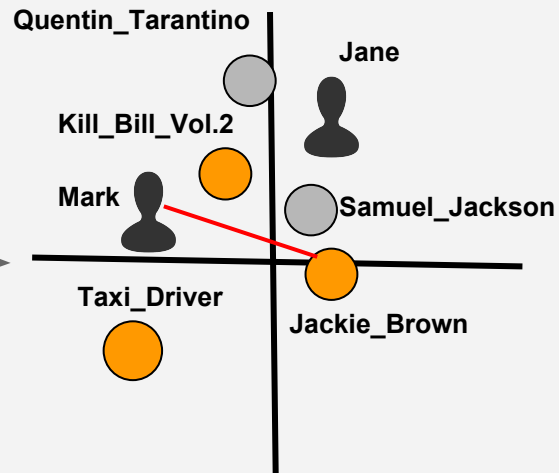 Quentin_Tarantino
Jane
Kill_Bill_Vol.2
Mark
Samuel_Jackson
Taxi_Driver
Jackie_Brown